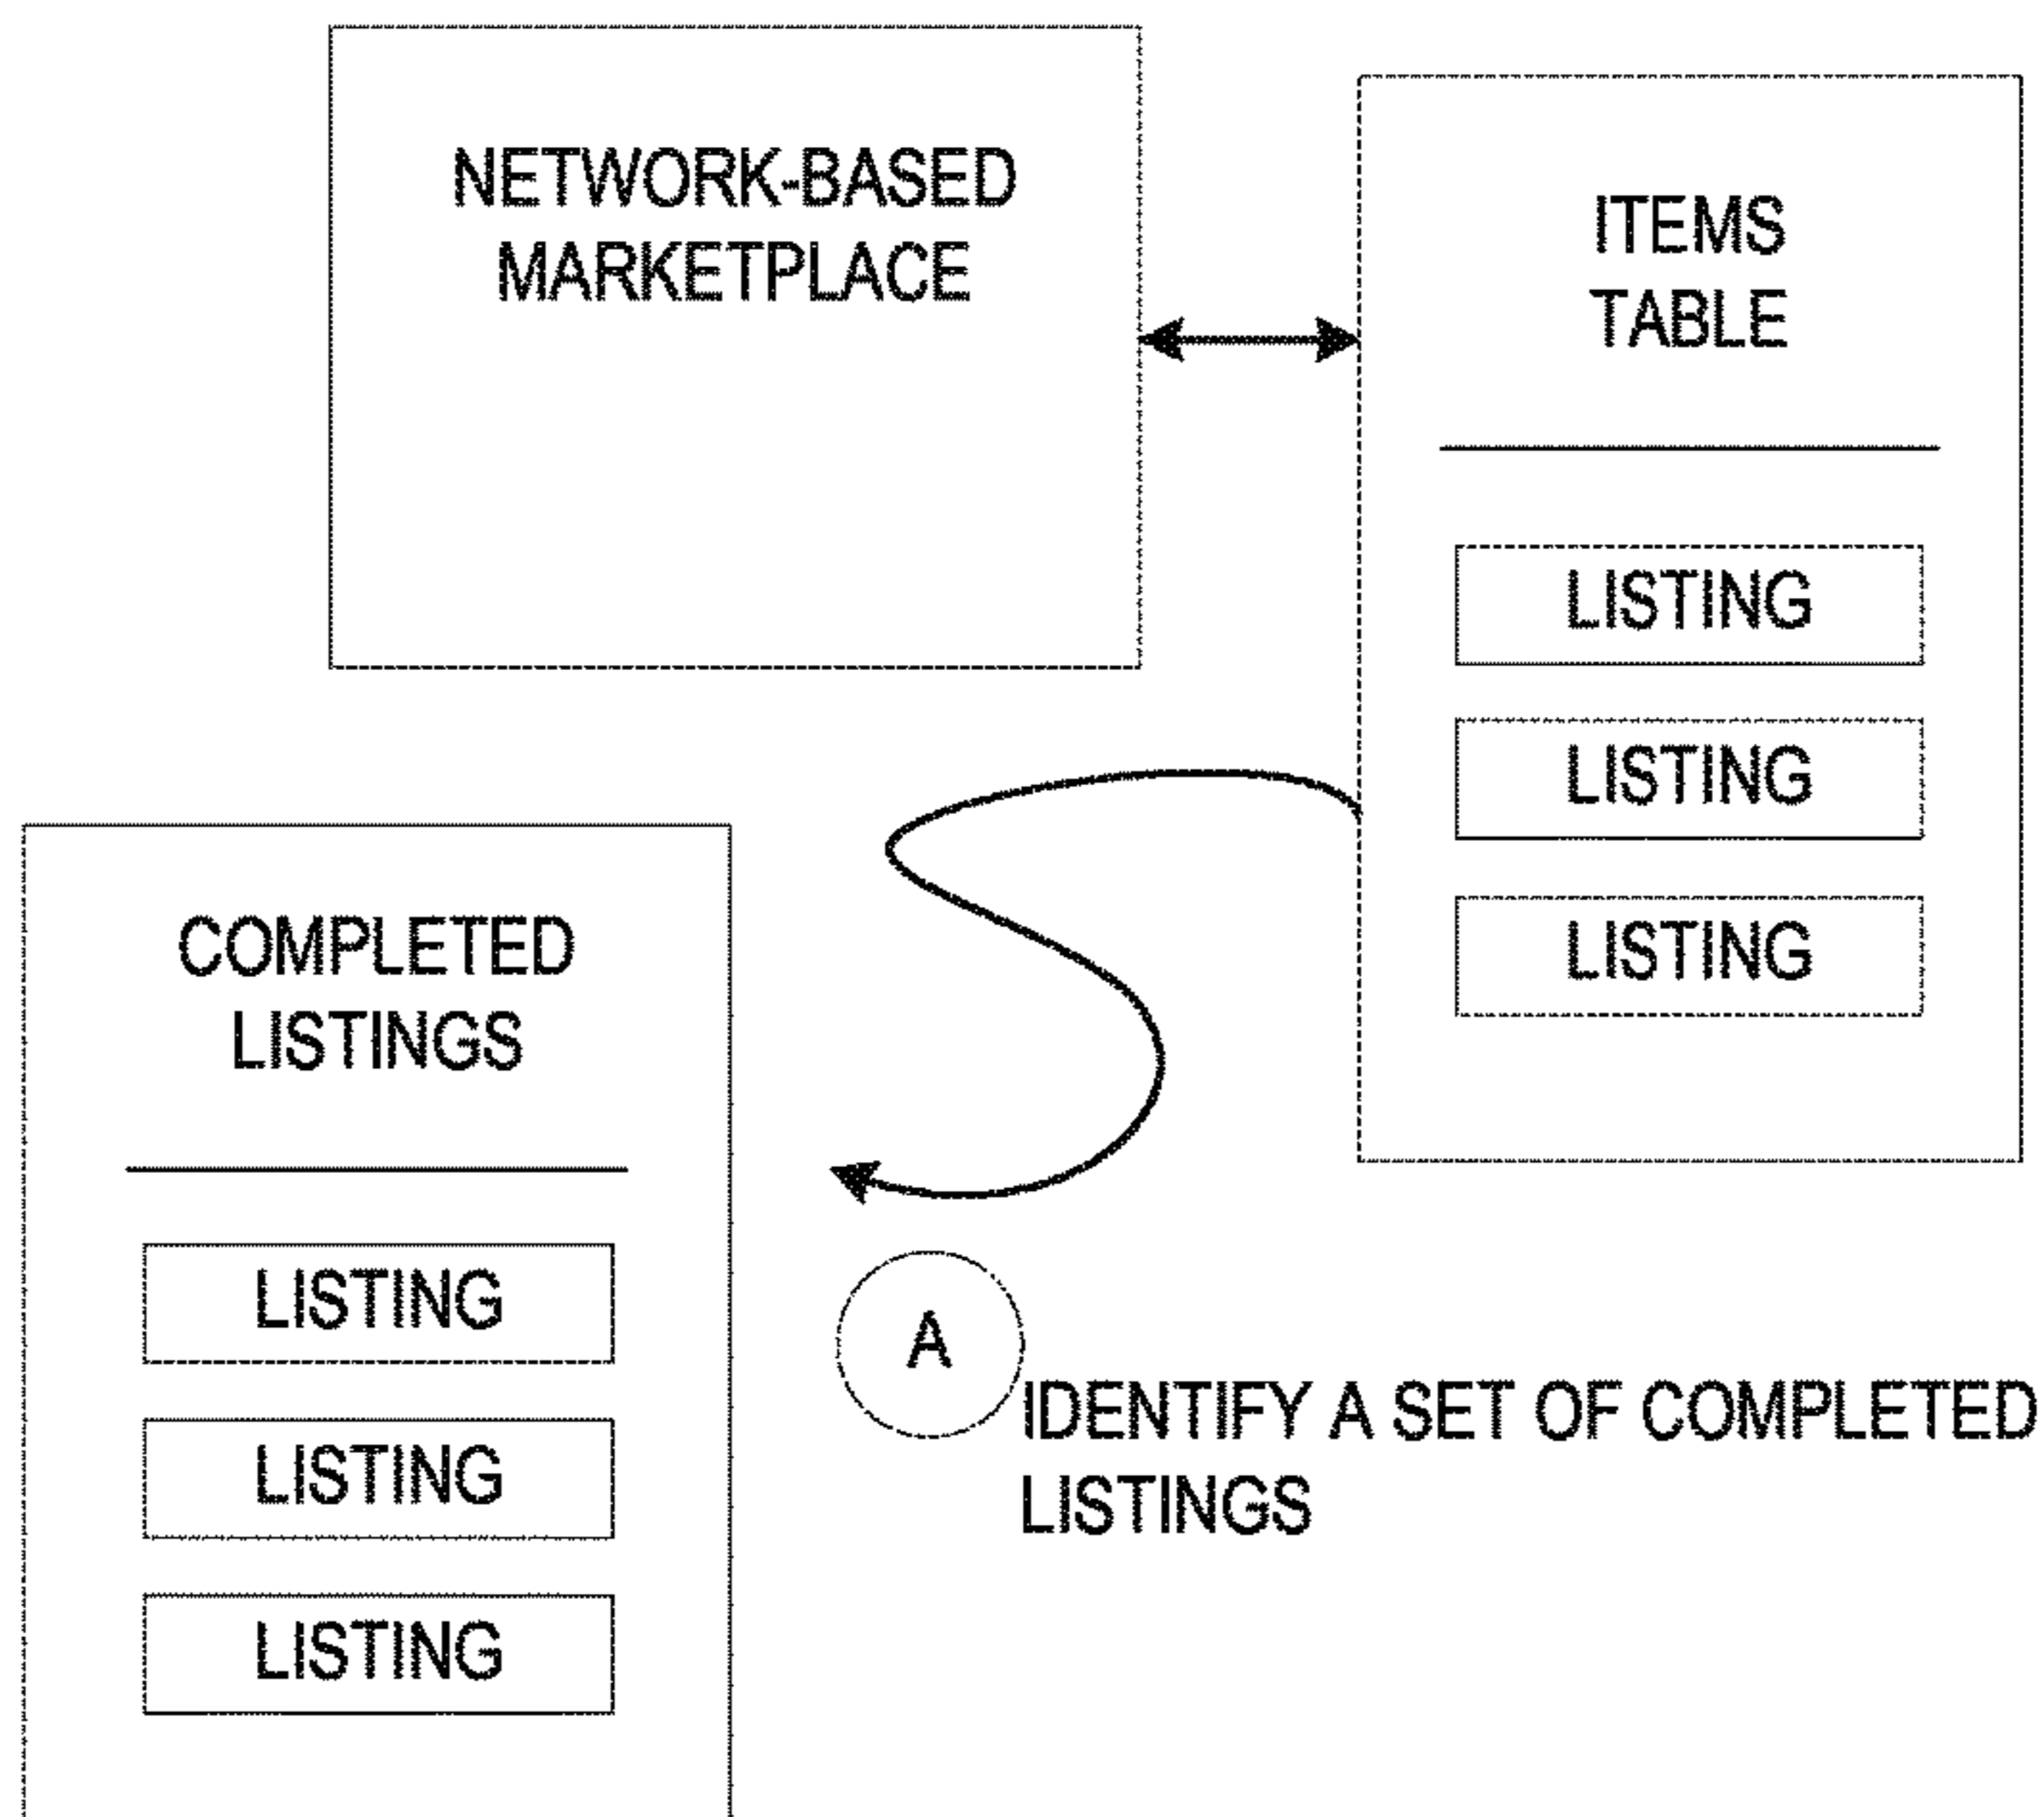 NETWORK-BASED
MARKETPLACE
ITEMS
TABLE
LISTING
LISTING
LISTING
COMPLETED
LISTINGS
LISTING
LISTING
LISTING
A
IDENTIFY A SET OF COMPLETED
LISTINGS